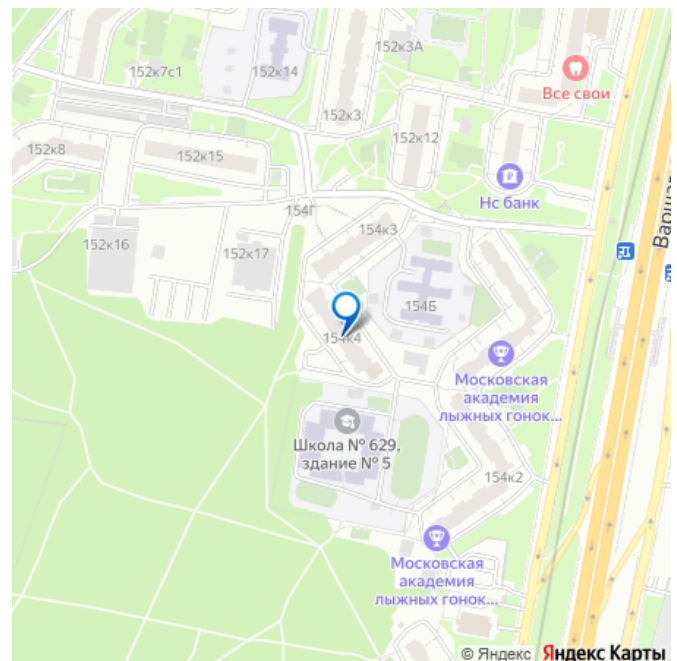 152к3А
152к7с1
152к14
Все свои
152к3
152к12
152к8
152к15
Нс банк
154Г
Варшав
154к3
152к16
152к17
154Б
154к4
Московская
академия
лыжных гонок...
Школа № 629,
здание № 5
154к2
Московская
академия
лыжных гонок...
© Яндекс Яндекс Карты